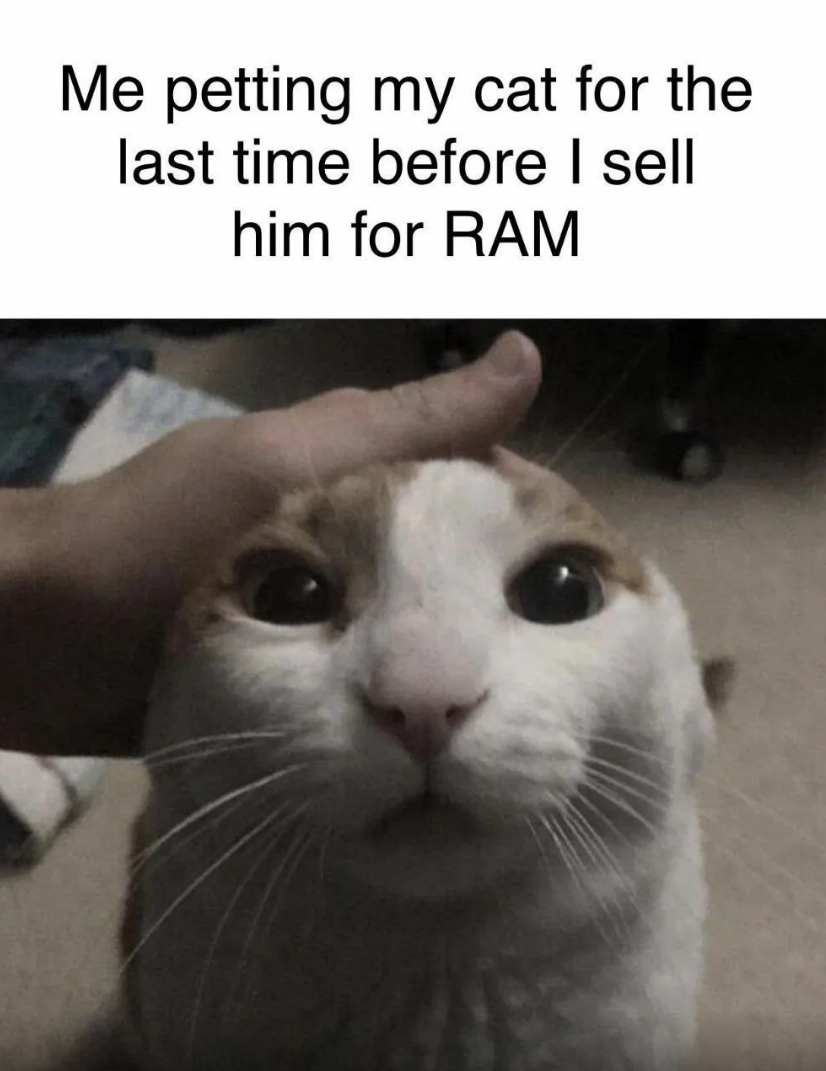 Me petting my cat for the
last time before I sell
him for RAM